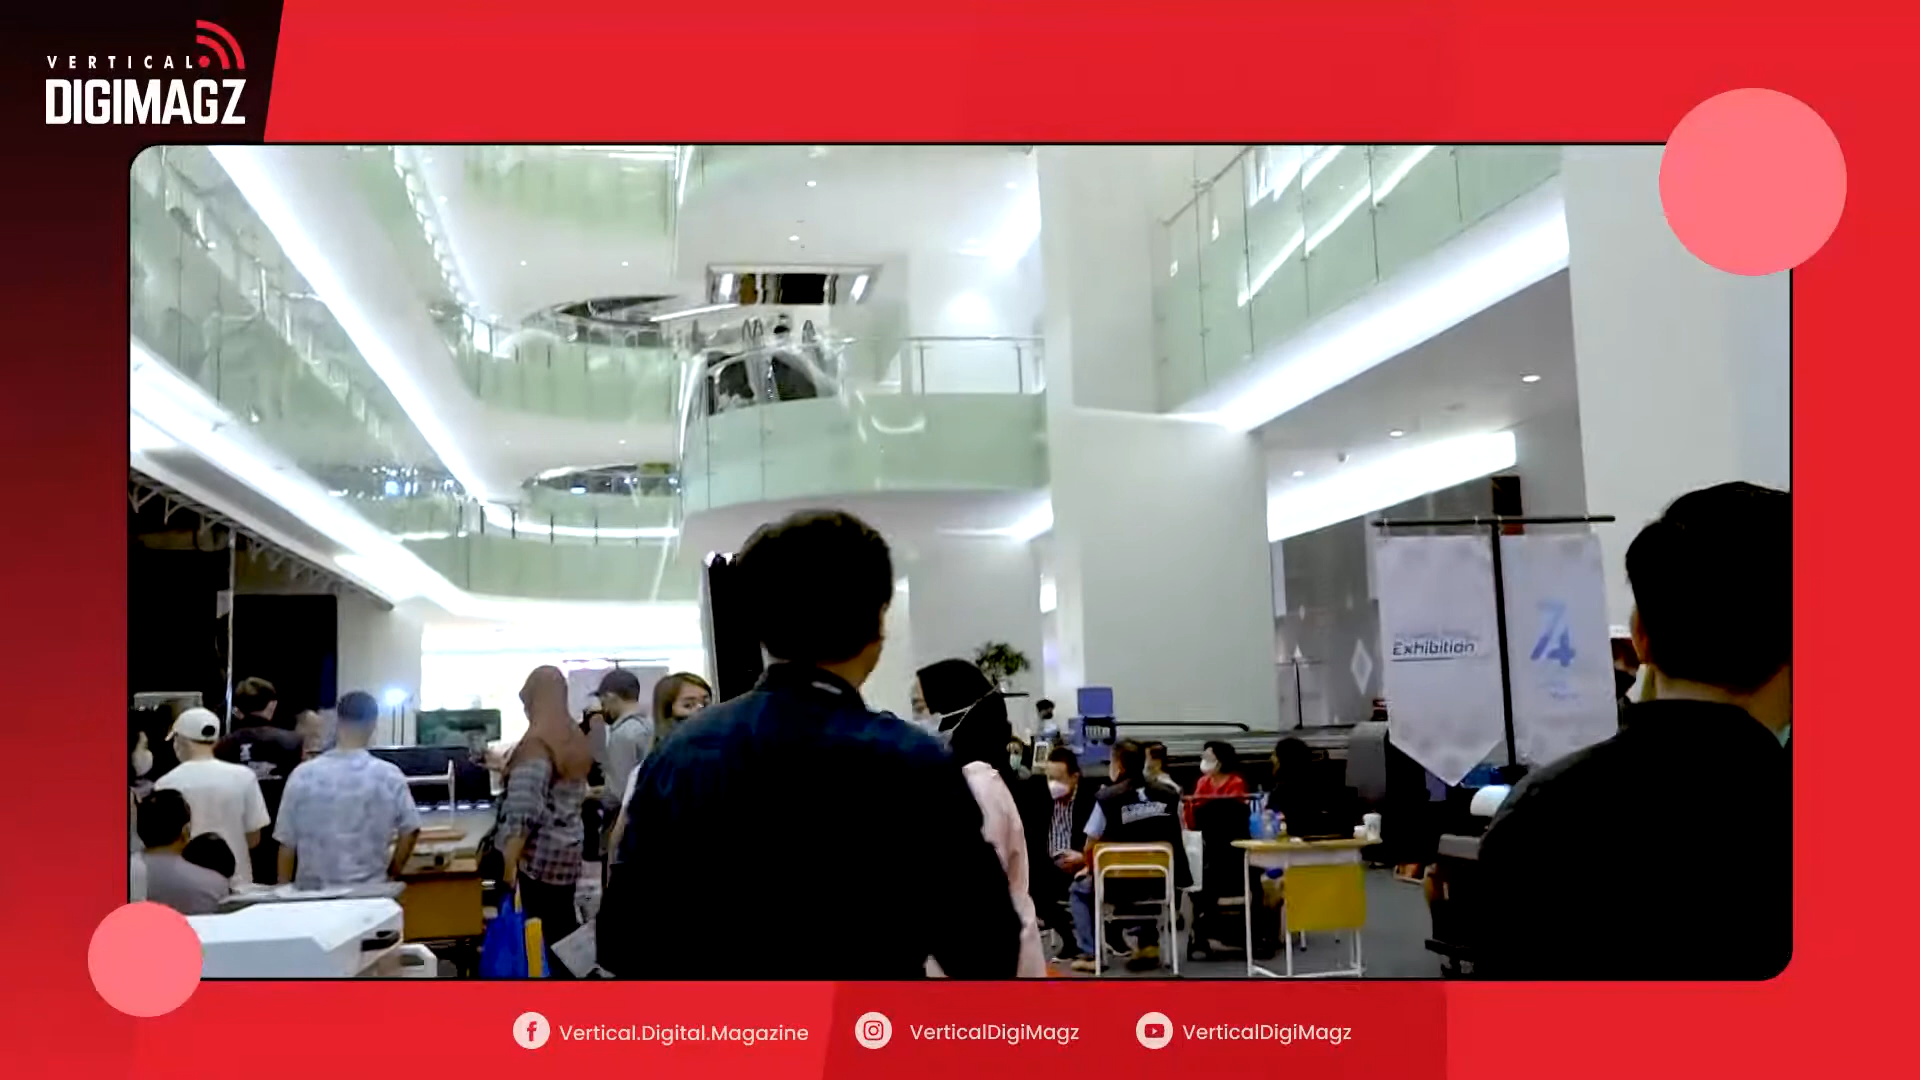 VERTICAL
DIGIMAGZ
Exhibition
74
Vertical.Digital.Magazine
VerticalDigiMagz
VerticalDigiMagz